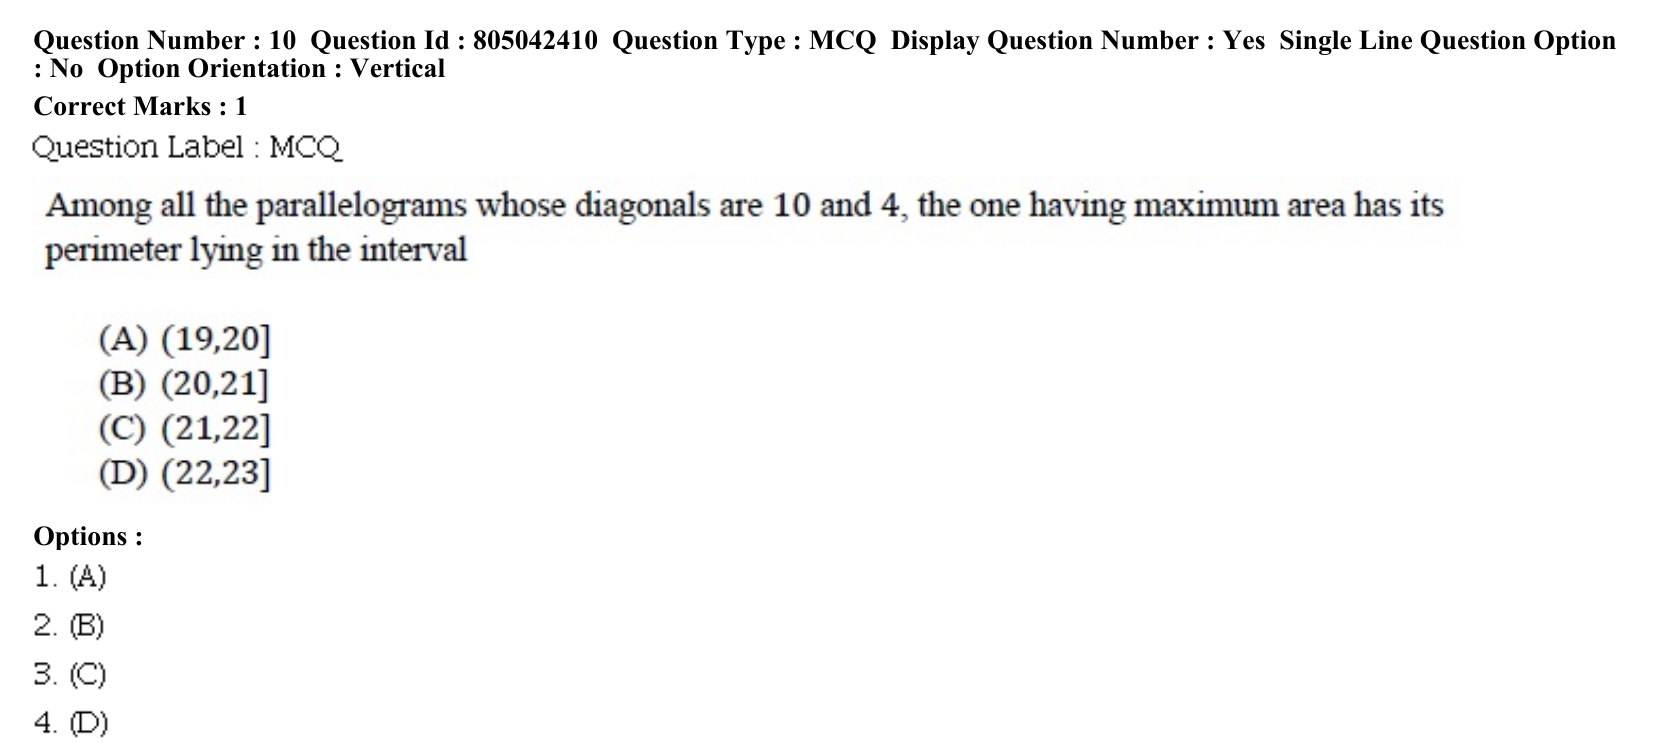 Question Number : 10 Question Id : 805042410 Question Type : MCQ Display Question Number : Yes Single Line Question Option
: No Option Orientation : Vertical
Correct Marks : 1
Question Label : MCQ
Among all the parallelograms whose diagonals are 10 and 4, the one having maximum area has its
perimeter lying in the interval
(A) (19,20]
(B) (20,21]
(C) (21,22]
(D) (22,23]
Options :
1. (A)
2. (B)
3. (C)
4. (D)